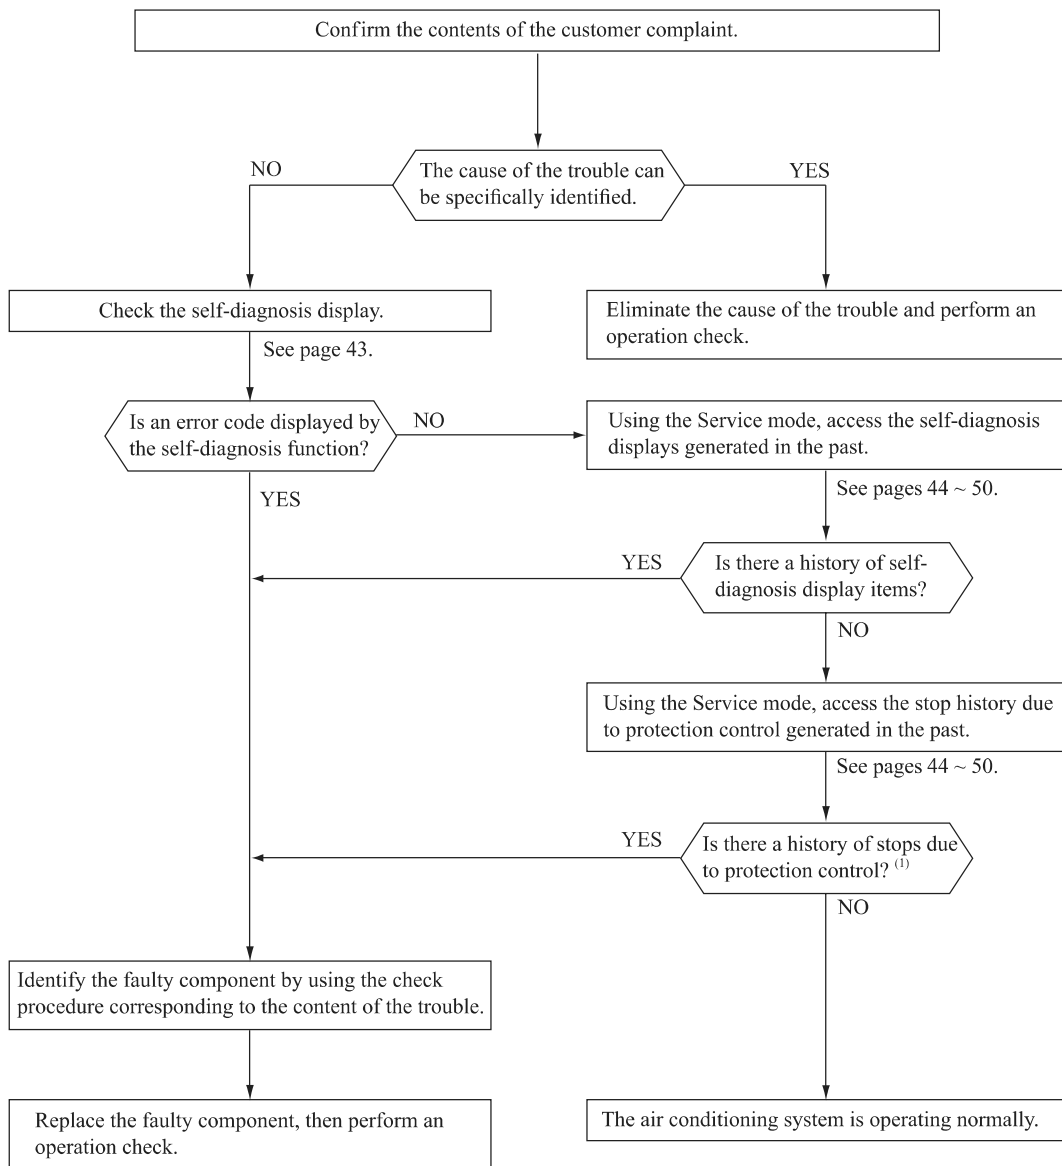 Confirm the contents of the customer complaint.
NO
The cause of the trouble can
be specifically identified.
YES
Check the self-diagnosis display.
See page 43.
Eliminate the cause of the trouble and perform an
operation check.
Is an error code displayed by
the self-diagnosis function?
NO
YES
Using the Service mode, access the self-diagnosis
displays generated in the past.
See pages 44 ~ 50.
YES
Is there a history of self-
diagnosis display items?
NO
Using the Service mode, access the stop history due
to protection control generated in the past.
See pages 44 ~ 50.
YES
Is there a history of stops due
to protection control? (1)
NO
Identify the faulty component by using the check
procedure corresponding to the content of the trouble.
Replace the faulty component, then perform an
operation check.
The air conditioning system is operating normally.